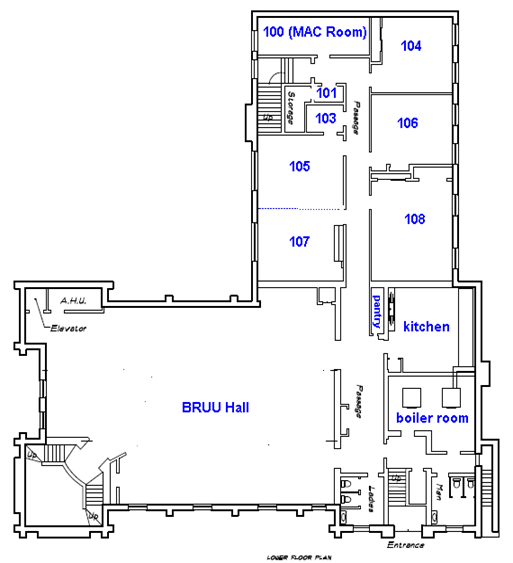 100 (MAC Room)
104
101
Storage
103
Passage
106
Up
105
108
107
A.H.U.
Elevator
pantry
kitchen
BRUU Hall
Passage
boiler room
Up
Up
Ladies
Up
Men
Entrance
LOWER FLOOR PLAN